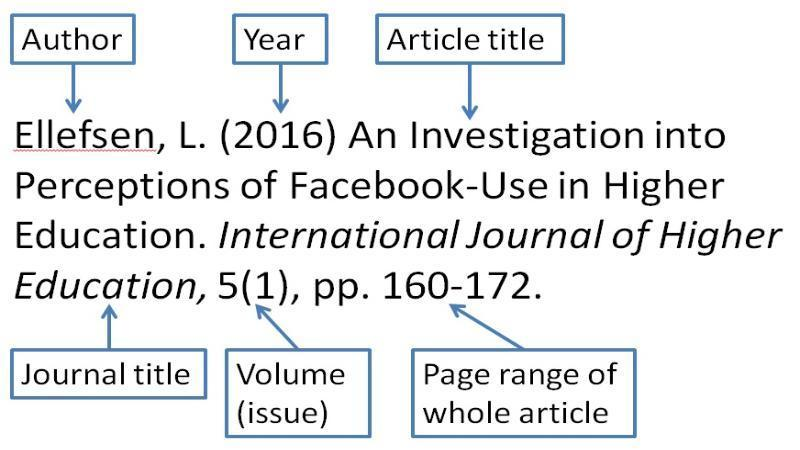 Author Year Article title
Ellefsen, L. (2016) An Investigation into
Perceptions of Facebook-Use in Higher
Education. International Journal of Higher
Education, 5(1), pp. 160-172.
Journal title
Volume
(issue)
Page range of
whole article